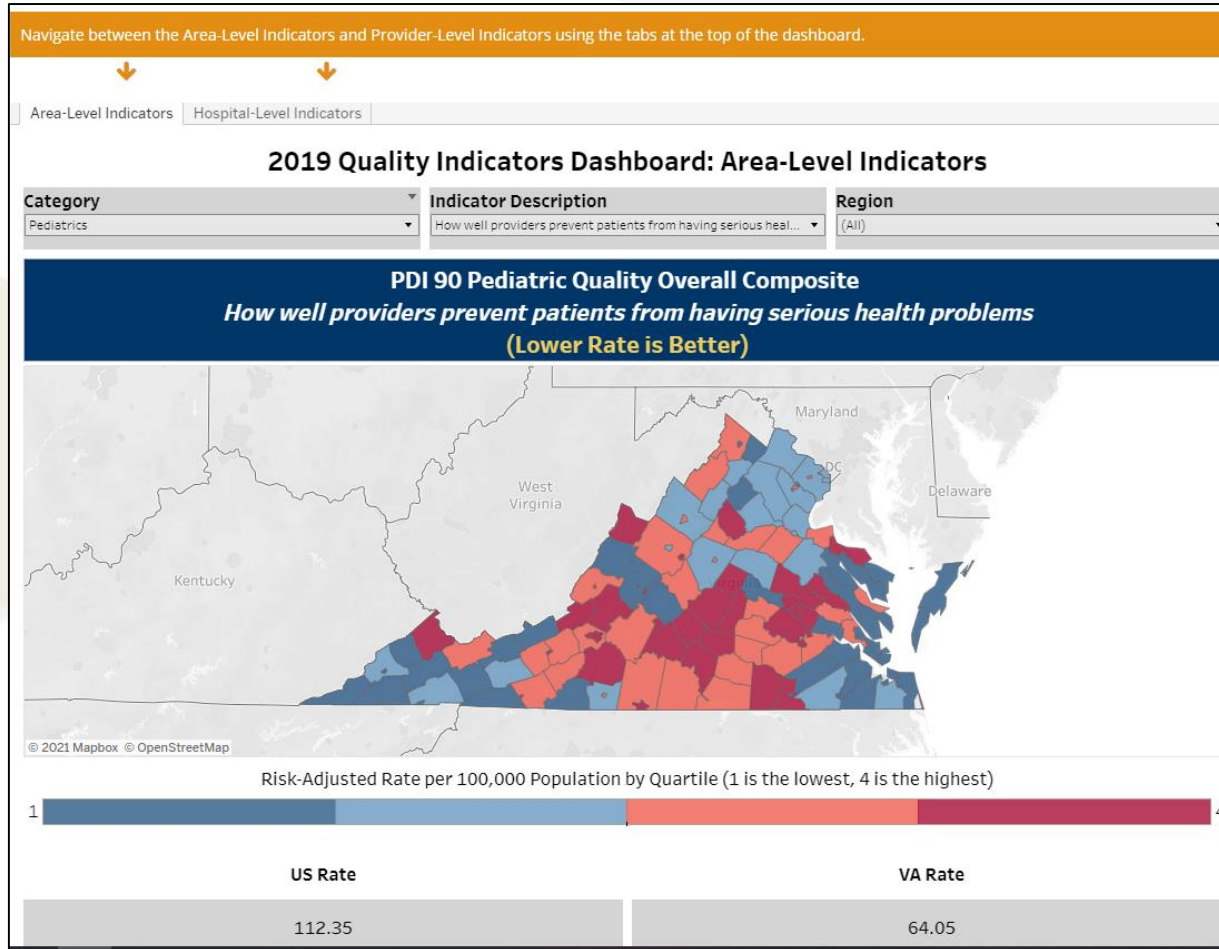 Navigate between the Area-Level Indicators and Provider-Level Indicators using the tabs at the top of the dashboard.
Area-Level Indicators
Hospital-Level Indicators
2019 Quality Indicators Dashboard: Area-Level Indicators
Category
Indicator Description
Region
Pediatrics
How well providers prevent patients from having serious heal...
(All)
PDI 90 Pediatric Quality Overall Composite
How well providers prevent patients from having serious health problems
(Lower Rate is Better)
Maryland
DC
West
Virginia
Delaware
Kentucky
© 2021 Mapbox © OpenStreetMap
Risk-Adjusted Rate per 100,000 Population by Quartile (1 is the lowest, 4 is the highest)
1
US Rate
VA Rate
112.35
64.05